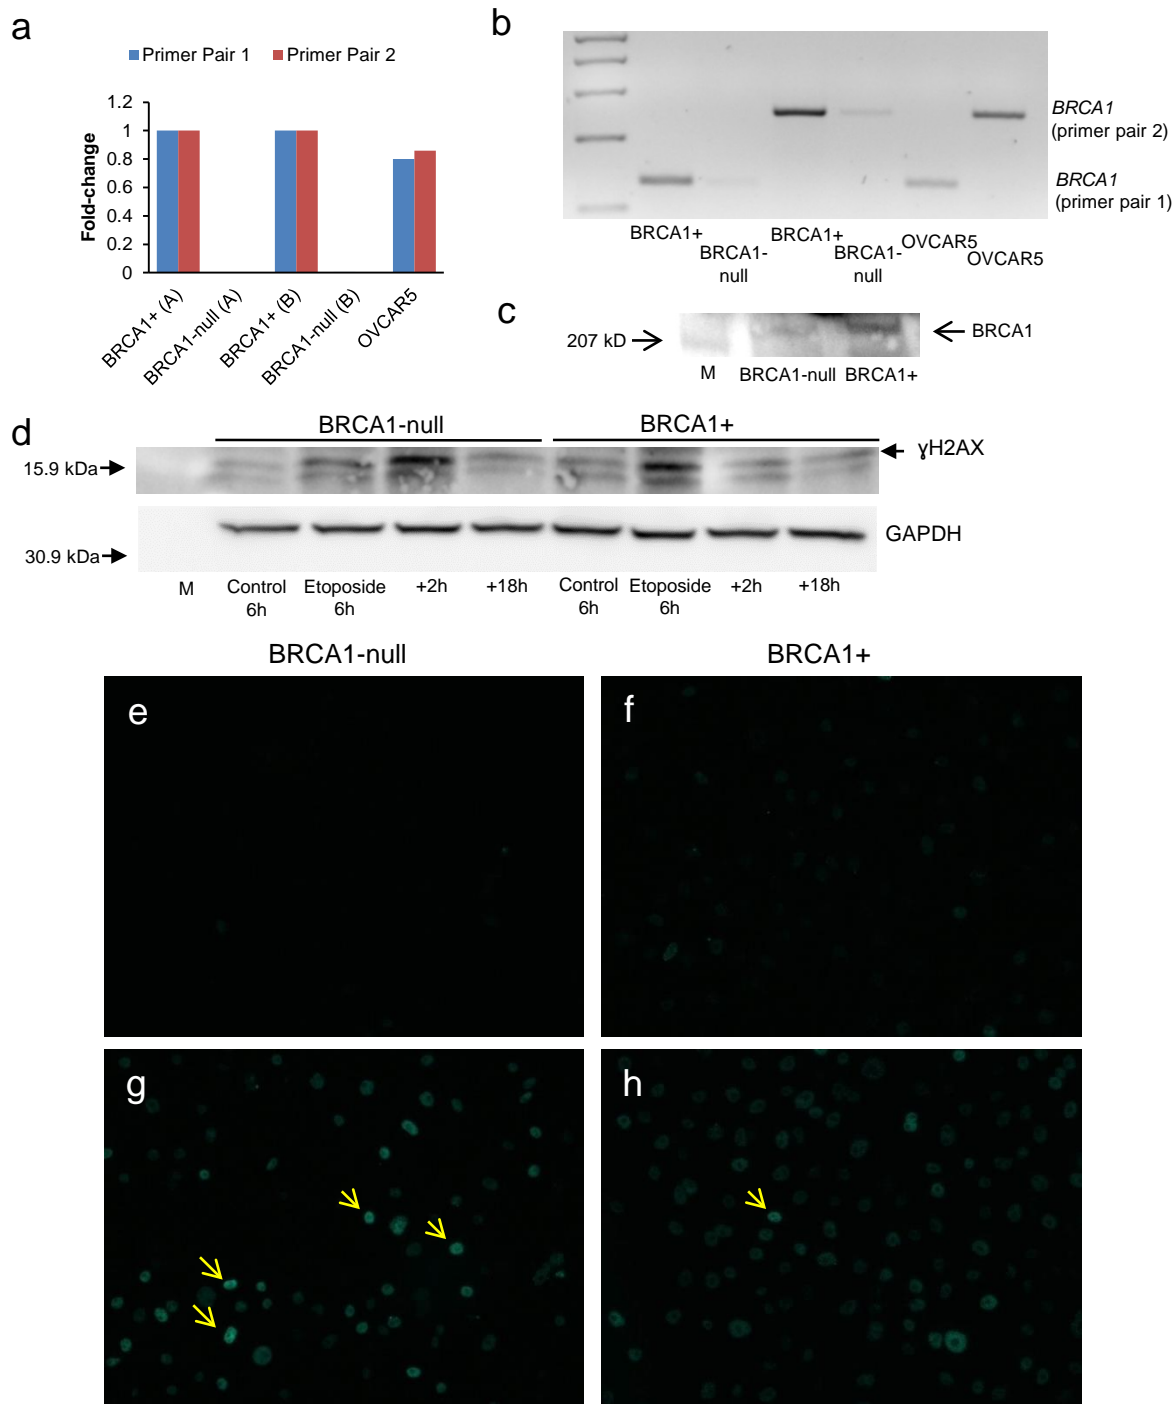 a
Primer Pair 1 Primer Pair 2
Fold-change
1.2
1
0.8
0.6
0.4
0.2
0
BRCA1+ (A)
BRCA1-null (A)
BRCA1+ (B)
BRCA1-null (B)
OVCAR5
b
BRCA1
(primer pair 2)
BRCA1
(primer pair 1)
BRCA1+
BRCA1-
null
BRCA1+
BRCA1-
null
OVCAR5
OVCAR5
c
207 kD
BRCA1
M BRCA1-null BRCA1+
d
BRCA1-null BRCA1+
15.9 kDa
ɣH2AX
GAPDH
30.9 kDa
M
Control
6h
Etoposide
6h
+2h
+18h
Control
6h
Etoposide
6h
+2h
+18h
BRCA1-null BRCA1+
e
f
g
h